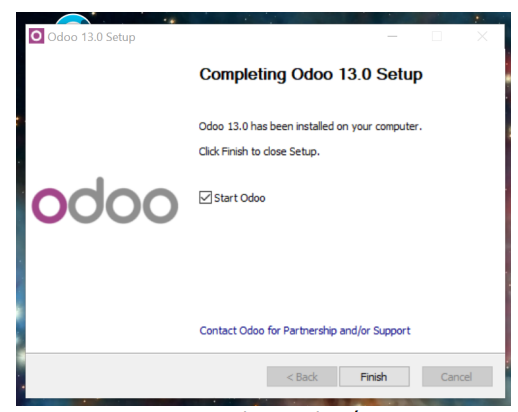 Odoo 13.0 Setup
Completing Odoo 13.0 Setup
Odoo 13.0 has been installed on your computer.
Click Finish to close Setup.
odoo
Start Odoo
Contact Odoo for Partnership and/or Support
< Back
Finish
Cancel